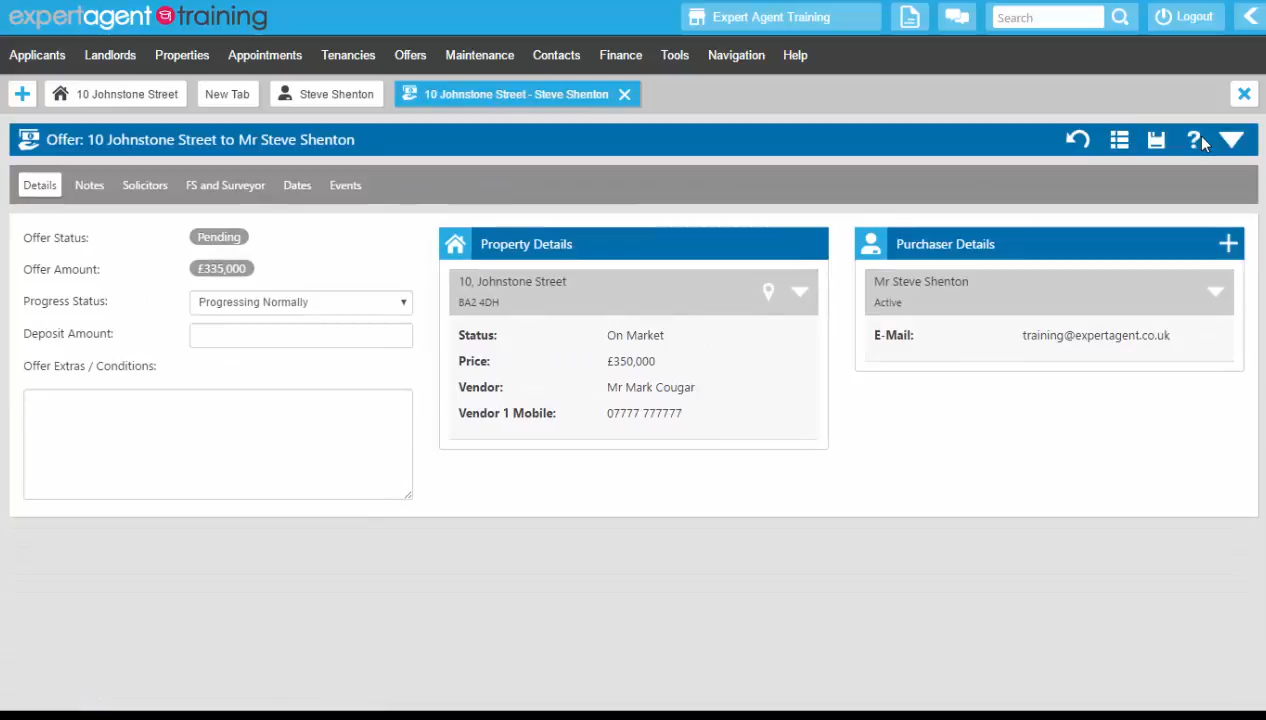 expertagent training
Expert Agent Training
Search
Logout
Applicants Landlords Properties Appointments Tenancies Offers Maintenance Contacts Finance Tools Navigation Help
10 Johnstone Street New Tab Steve Shenton 10 Johnstone Street - Steve Shenton
Offer: 10 Johnstone Street to Mr Steve Shenton
Details Notes Solicitors FS and Surveyor Dates Events
Offer Status: Pending
Offer Amount: £335,000
Progress Status: Progressing Normally
Deposit Amount:
Offer Extras / Conditions:
Property Details
10, Johnstone Street
BA2 4DH
Status: On Market
Price: £350,000
Vendor: Mr Mark Cougar
Vendor 1 Mobile: 07777 777777
Purchaser Details
Mr Steve Shenton
Active
E-Mail: training@expertagent.co.uk